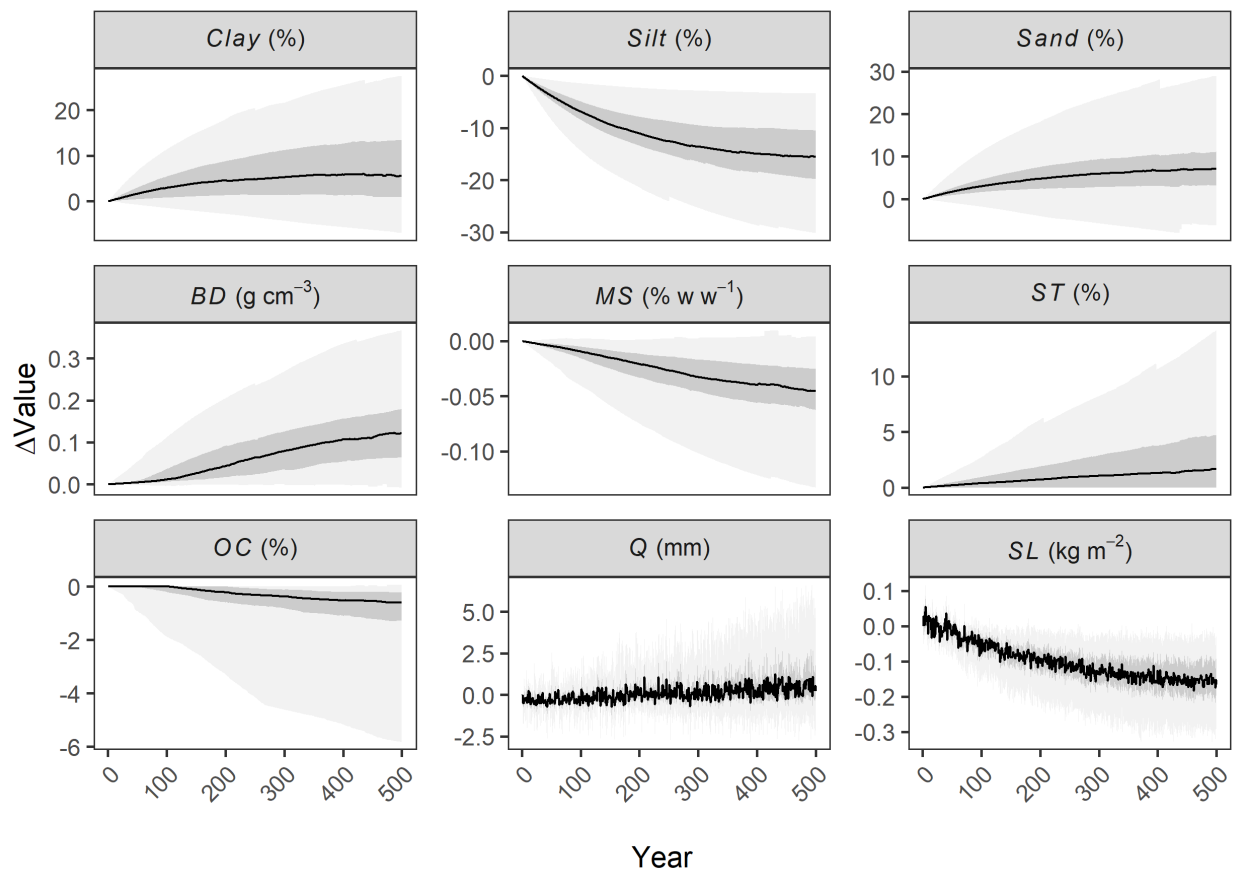 Clay (%)
Silt (%)
Sand (%)
20
10
0
0
-10
-20
-30
30
20
10
0
BD (g cm⁻³)
MS (% w w⁻¹)
ST (%)
0.3
0.2
0.1
0.0
0.00
-0.05
-0.10
10
5
0
ΔValue
OC (%)
Q (mm)
SL (kg m⁻²)
0
-2
-4
-6
5.0
2.5
0.0
-2.5
0.1
0.0
-0.1
-0.2
-0.3
0 100 200 300 400 500
0 100 200 300 400 500
0 100 200 300 400 500
Year